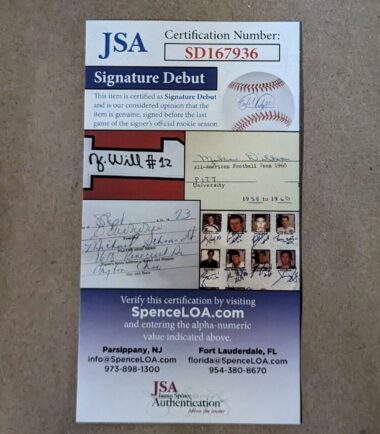 JSA
Certification Number:
SD167936
Signature Debut
This item is certified as Signature Debut
and is our considered opinion that the
item is genuine, signed before the last
game of the signer's official rookie season.
J. Will #12
All-American Football Team 1960
PITT
University
1958 to 1960
Verify this certification by visiting
SpenceLOA.com
and entering the alpha-numeric
value indicated above.
Parsippany, NJ
info@SpenceLOA.com
973-898-1300
Fort Lauderdale, FL
florida@SpenceLOA.com
954-380-8670
JSA
James Spence
Authentication